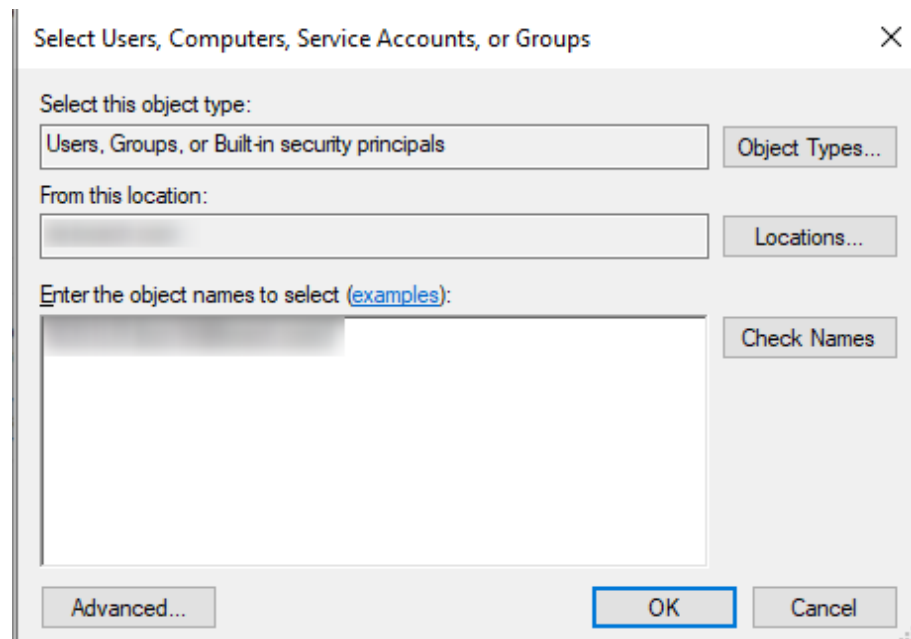 Select Users, Computers, Service Accounts, or Groups
Select this object type:
Users, Groups, or Built-in security principals
Object Types...
From this location:
Locations...
Enter the object names to select (examples):
Check Names
Advanced...
OK
Cancel